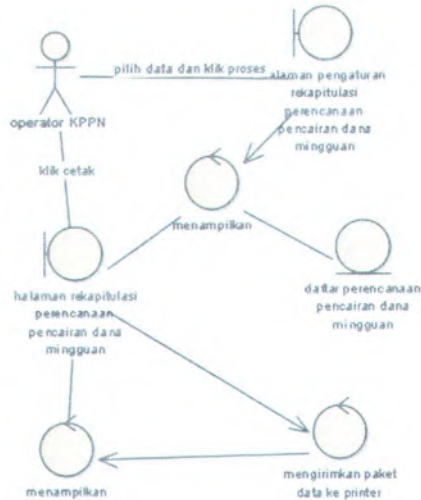 pilih data dan klik proses
alaman pengaturan
rekapitulasi
perencanaan
pencairan dana
mingguan
operator KPPN
klik cetak
menampilkan
halaman rekapitulasi
perencanaan
pencairan dana
mingguan
daftar perencanaan
pencairan dana
mingguan
menampilkan
mengirimkan paket
data ke printer